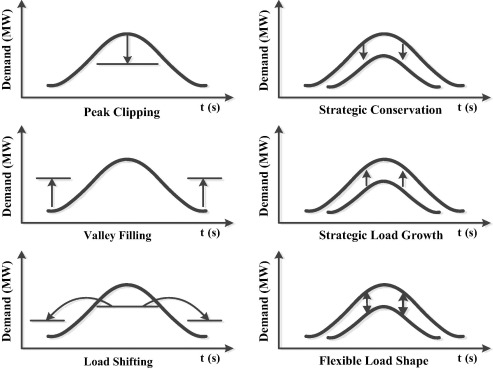 Demand (MW)
t (s)
Peak Clipping
Demand (MW)
t (s)
Strategic Conservation
Demand (MW)
Valley Filling
t (s)
Demand (MW)
Strategic Load Growth
t (s)
Demand (MW)
Load Shifting
t (s)
Demand (MW)
Flexible Load Shape
t (s)